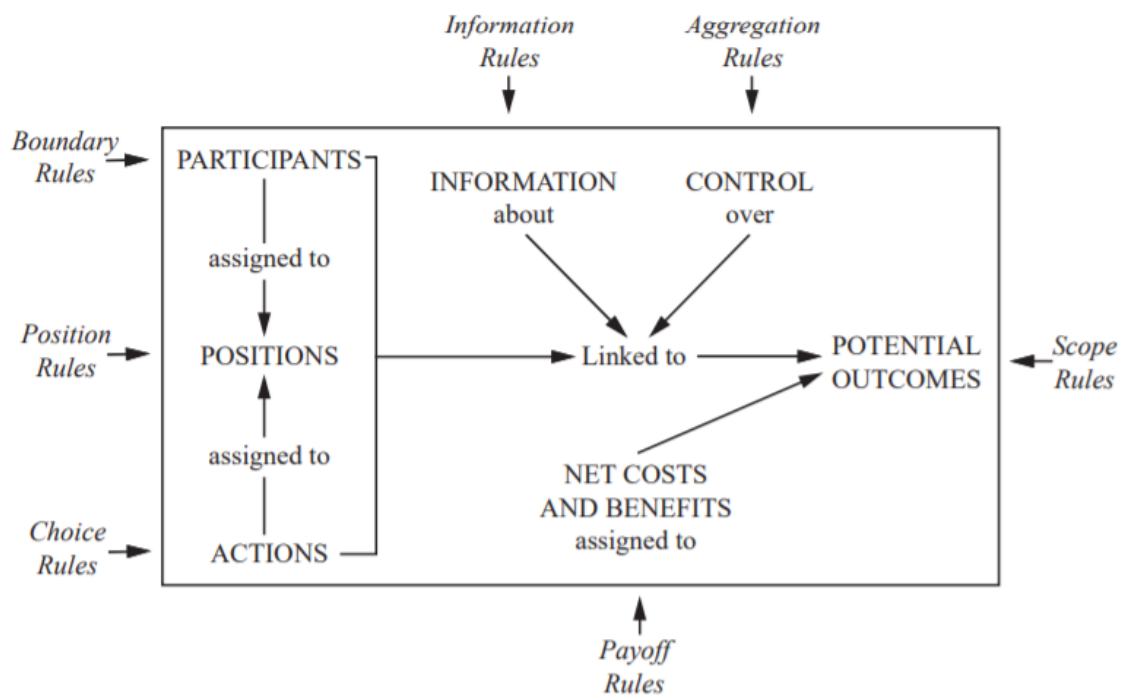 Information
Rules
Aggregation
Rules
Boundary
Rules
PARTICIPANTS
INFORMATION
about
CONTROL
over
assigned to
Position
Rules
POSITIONS
Linked to
POTENTIAL
OUTCOMES
Scope
Rules
assigned to
NET COSTS
AND BENEFITS
assigned to
Choice
Rules
ACTIONS
Payoff
Rules